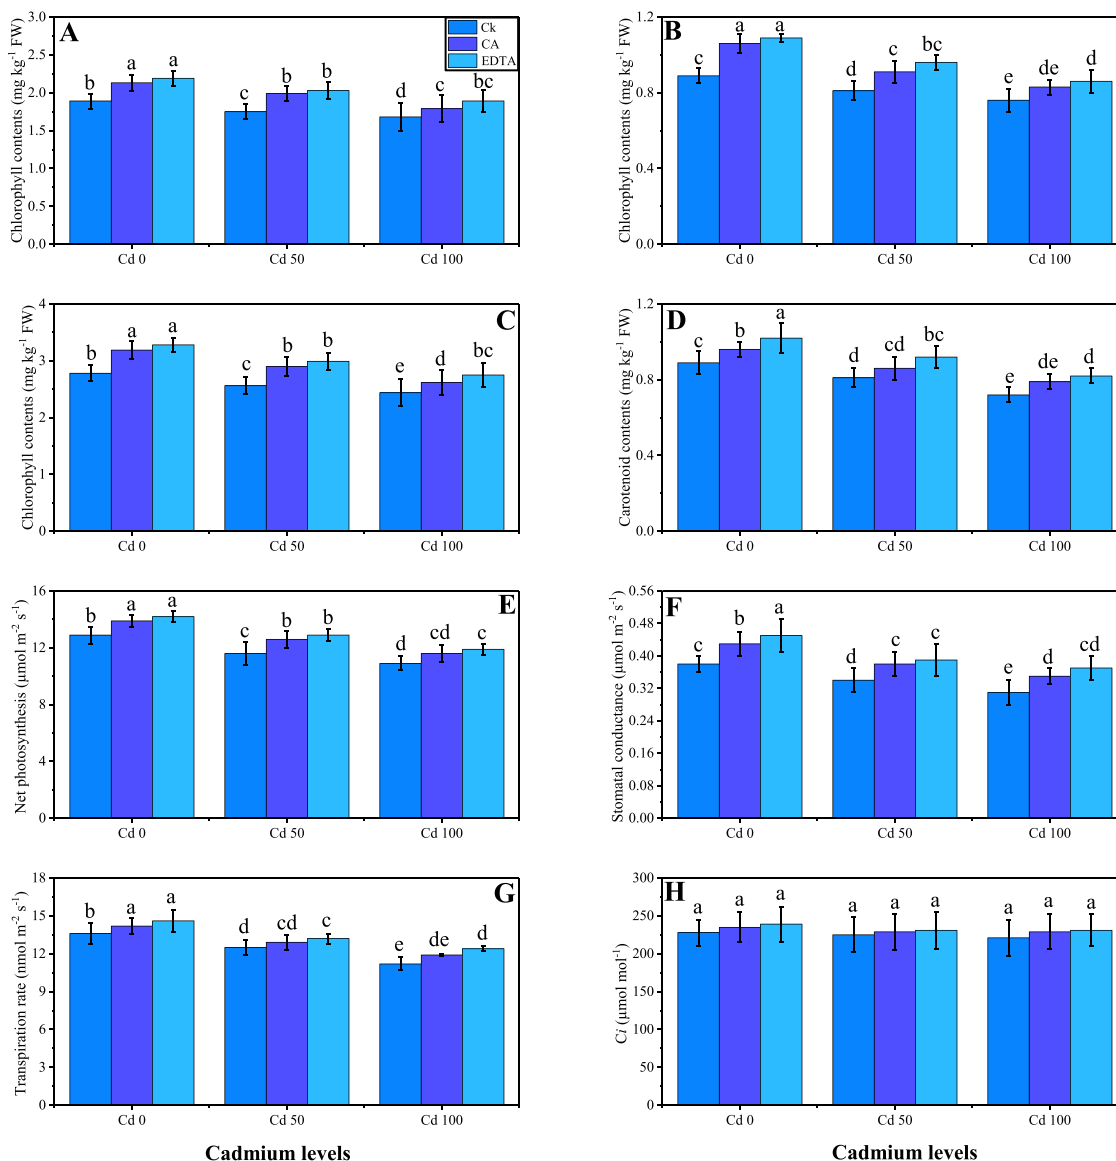 A
Ck
CA
EDTA
Chlorophyll contents (mg kg⁻¹ FW)
3.0
2.5
2.0
1.5
1.0
0.5
0.0
b a a
c b b
d c bc
Cd 0 Cd 50 Cd 100
B
Chlorophyll contents (mg kg⁻¹ FW)
1.2
0.8
0.4
0.0
c a a
d c bc
e de d
Cd 0 Cd 50 Cd 100
C
Chlorophyll contents (mg kg⁻¹ FW)
4
3
2
1
0
b a a
c b b
e d bc
Cd 0 Cd 50 Cd 100
D
Carotenoid contents (mg kg⁻¹ FW)
1.2
0.8
0.4
0.0
c b a
d cd bc
e de d
Cd 0 Cd 50 Cd 100
E
Net photosynthesis (µmol m⁻² s⁻¹)
16
12
8
4
0
b a a
c b b
d cd c
Cd 0 Cd 50 Cd 100
F
Stomatal conductance (µmol m⁻² s⁻¹)
0.56
0.48
0.40
0.32
0.24
0.16
0.08
0.00
c b a
d c c
e d cd
Cd 0 Cd 50 Cd 100
G
Transpiration rate (nmol m⁻² s⁻¹)
18
15
12
9
6
3
0
b a a
d cd c
e de d
Cd 0 Cd 50 Cd 100
Cadmium levels
H
Ci (µmol mol⁻¹)
300
250
200
150
100
50
0
a a a
a a a
a a a
Cd 0 Cd 50 Cd 100
Cadmium levels